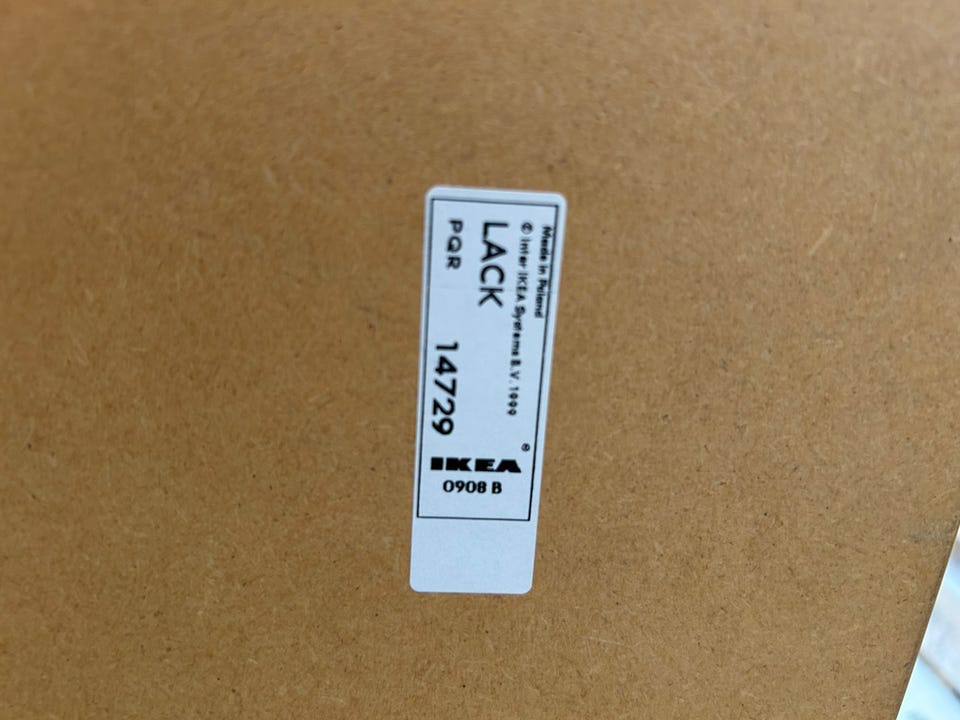 Made in Poland
© Inter IKEA Systems B.V. 1999
LACK
PQR 14729
IKEA®
0908 B